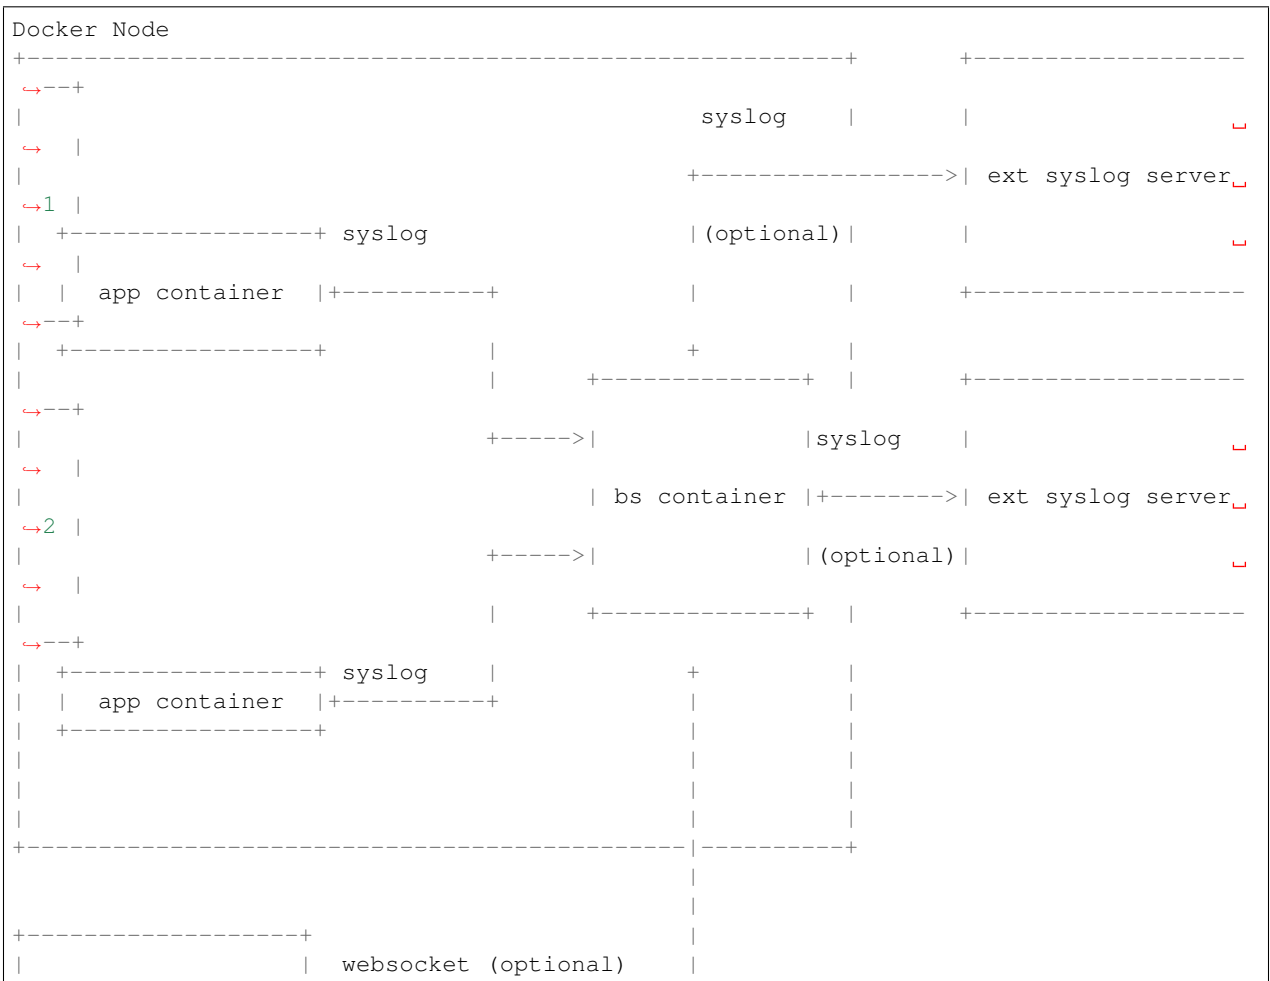 Docker Node
+---------------------------------------------------------+       +-------------------
↪--+
|                                               syslog    |       |                   ␣
↪  |
|                                              +----------------->| ext syslog server␣
↪1 |
|  +-----------------+ syslog                  |(optional)|       |                  ␣
↪  |
|  |  app container  |+----------+             |          |       +-------------------
↪--+
|  +-----------------+           |             +          |
|                                |      +--------------+  |       +-------------------
↪--+
|                                +----->|              |syslog    |                  ␣
↪  |
|                                       | bs container |+-------->| ext syslog server␣
↪2 |
|                                +----->|              |(optional)|                  ␣
↪  |
|                                |      +--------------+  |       +-------------------
↪--+
|  +-----------------+ syslog    |             +          |
|  |  app container  |+----------+             |          |
|  +-----------------+                         |          |
|                                              |          |
|                                              |          |
|                                              |          |
+----------------------------------------------|----------+
                                               |
                                               |
+-------------------+                          |
|                   |  websocket (optional)    |